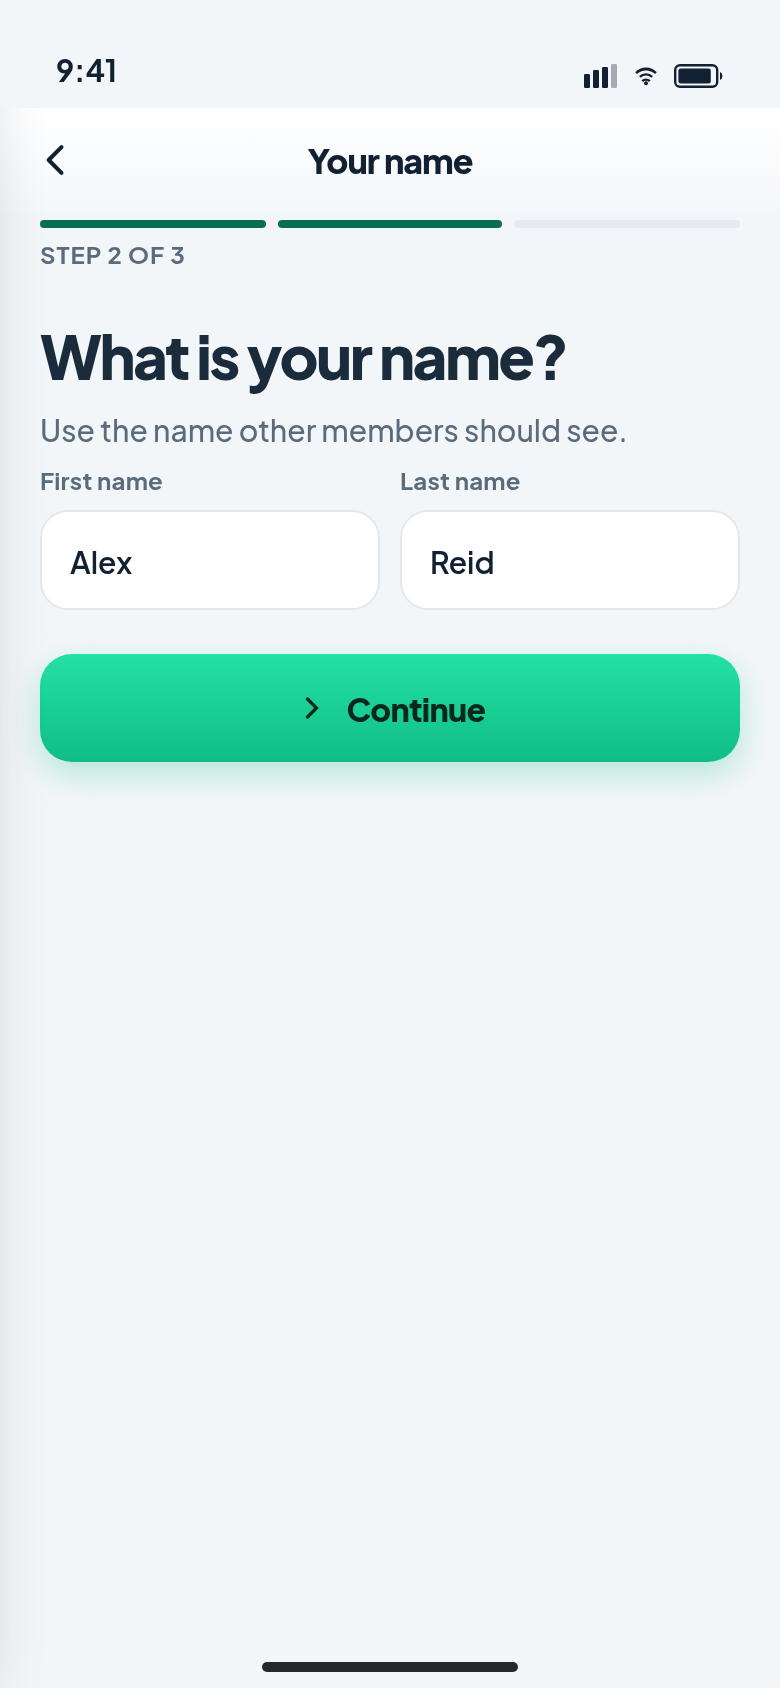 9:41
Your name
STEP 2 OF 3
What is your name?
Use the name other members should see.
First name
Last name
Alex
Reid
Continue